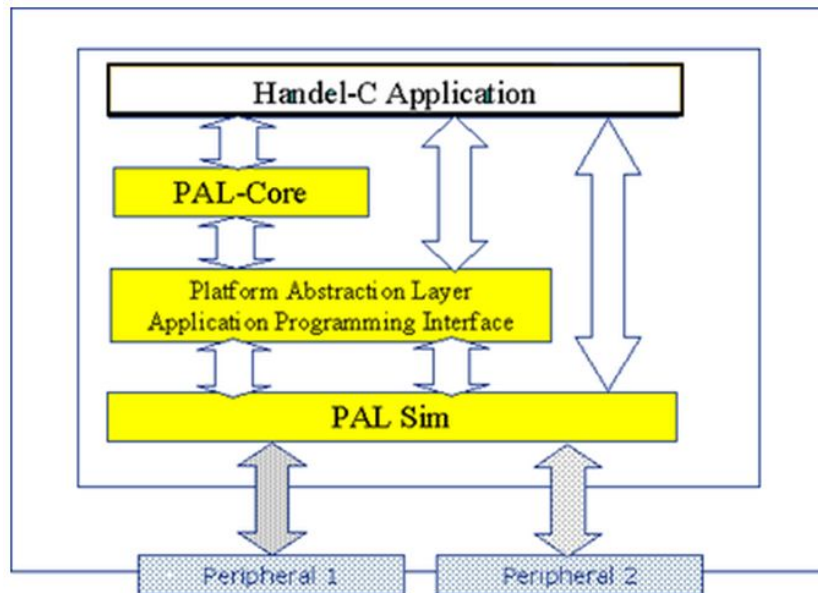 Handel-C Application
PAL-Core
Platform Abstraction Layer
Application Programming Interface
PAL Sim
Peripheral 1
Peripheral 2